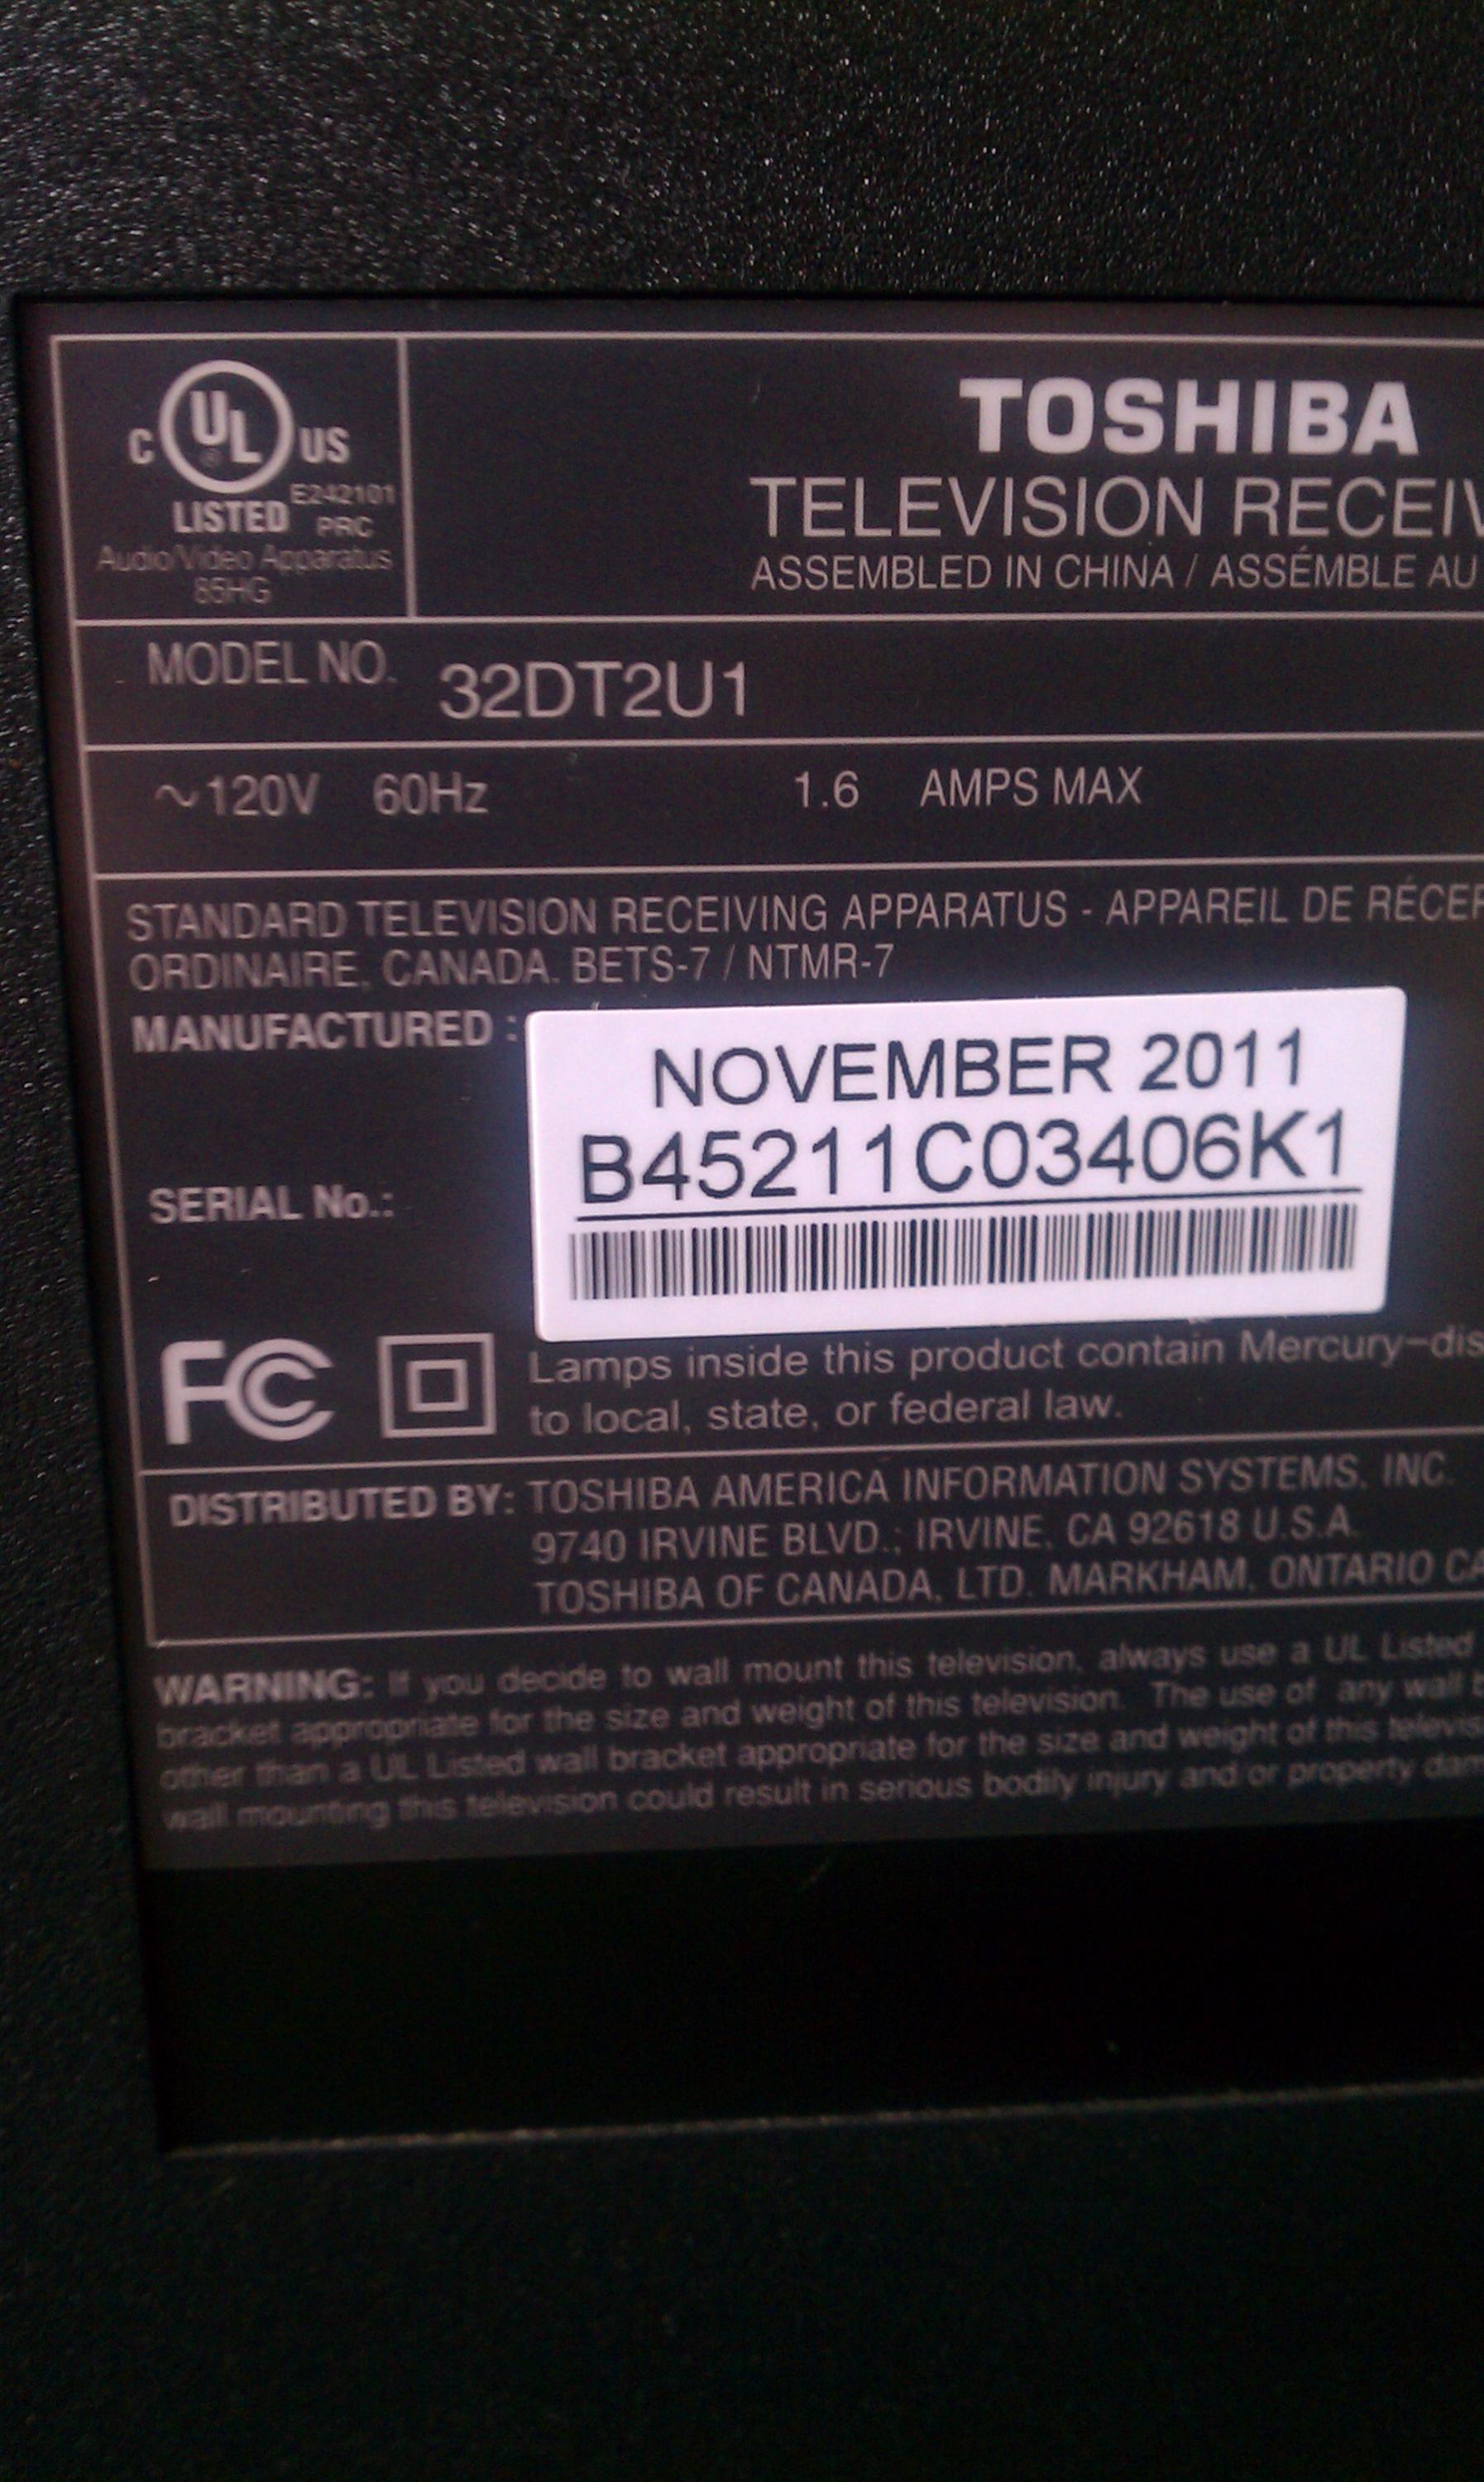 C UL US
LISTED E242101
PRC
Audio/Video Apparatus
85HG
TOSHIBA
TELEVISION RECEIV
ASSEMBLED IN CHINA / ASSÉMBLE AU
MODEL NO. 32DT2U1
~120V 60Hz 1.6 AMPS MAX
STANDARD TELEVISION RECEIVING APPARATUS - APPAREIL DE RÉCE
ORDINAIRE, CANADA. BETS-7 / NTMR-7
MANUFACTURED : NOVEMBER 2011
SERIAL No.: B45211C03406K1
FC Lamps inside this product contain Mercury-dis
to local, state, or federal law.
DISTRIBUTED BY: TOSHIBA AMERICA INFORMATION SYSTEMS, INC.
9740 IRVINE BLVD.; IRVINE, CA 92618 U.S.A.
TOSHIBA OF CANADA, LTD. MARKHAM, ONTARIO CA
WARNING: If you decide to wall mount this television, always use a UL Listed
bracket appropriate for the size and weight of this television. The use of any wall b
other than a UL Listed wall bracket appropriate for the size and weight of this televis
wall mounting this television could result in serious bodily injury and or property dam